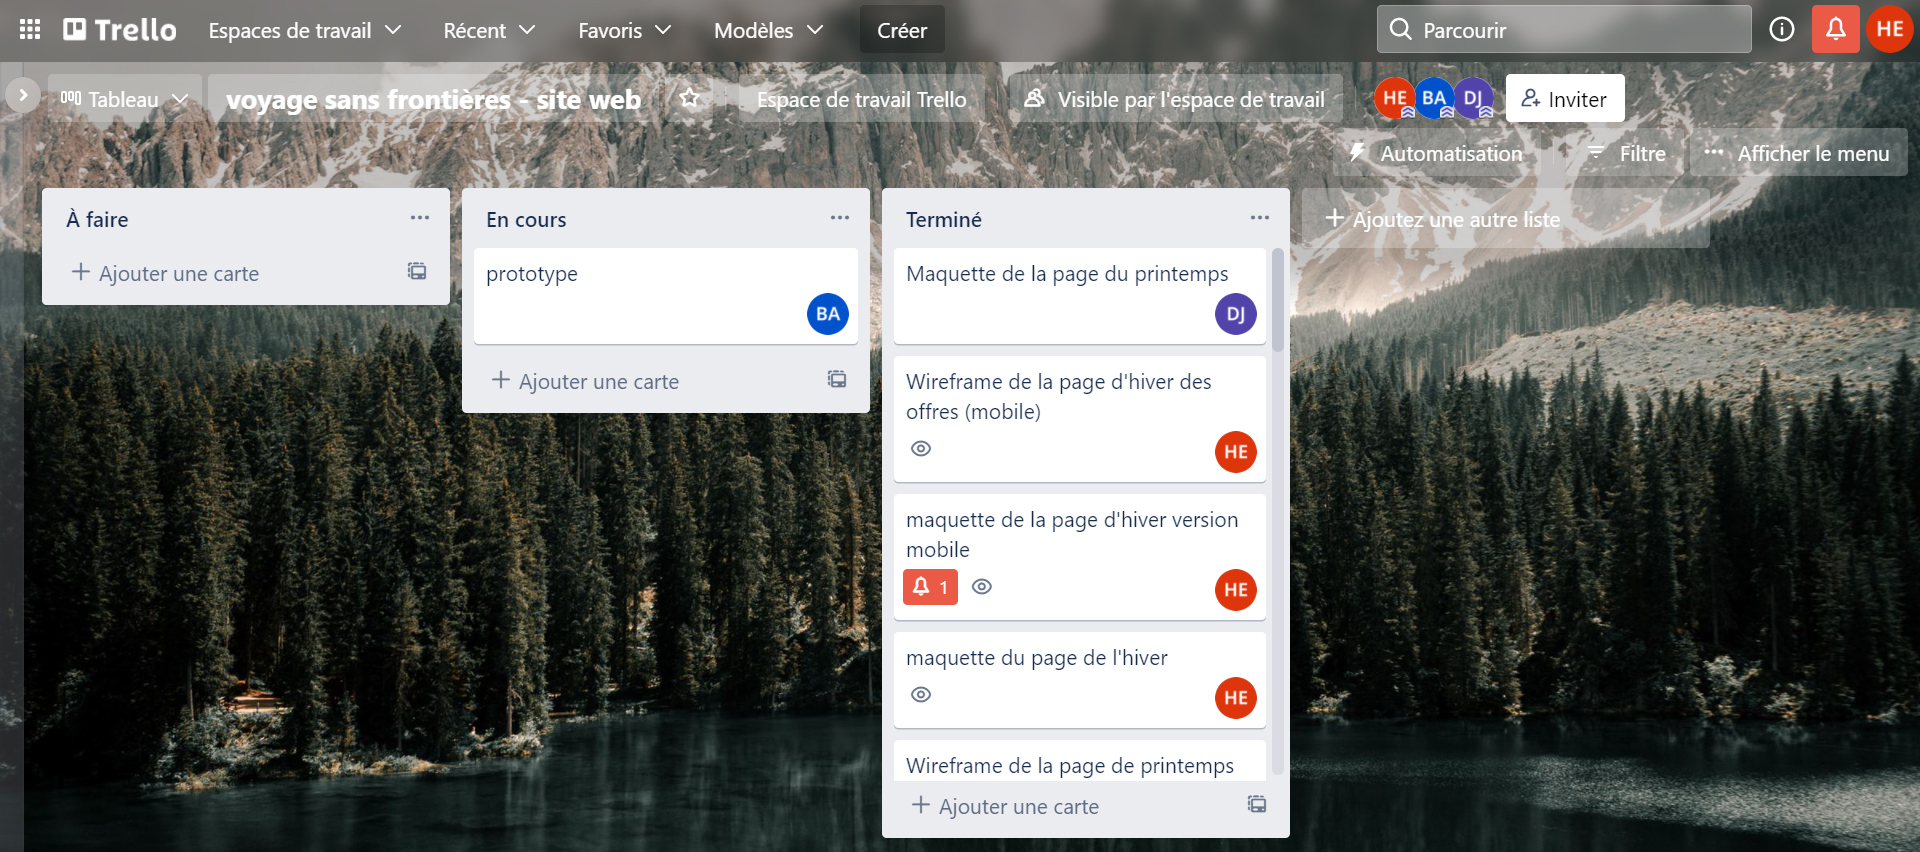 Trello
Espaces de travail
Récent
Favoris
Modèles
Créer
Parcourir
HE
Tableau
voyage sans frontières - site web
Espace de travail Trello
Visible par l'espace de travail
HE
BA
DJ
Inviter
Automatisation
Filtre
Afficher le menu
À faire
+ Ajouter une carte
En cours
prototype
BA
+ Ajouter une carte
Terminé
Maquette de la page du printemps
DJ
Wireframe de la page d'hiver des
offres (mobile)
HE
maquette de la page d'hiver version
mobile
1
HE
maquette du page de l'hiver
HE
Wireframe de la page de printemps
+ Ajouter une carte
+ Ajoutez une autre liste